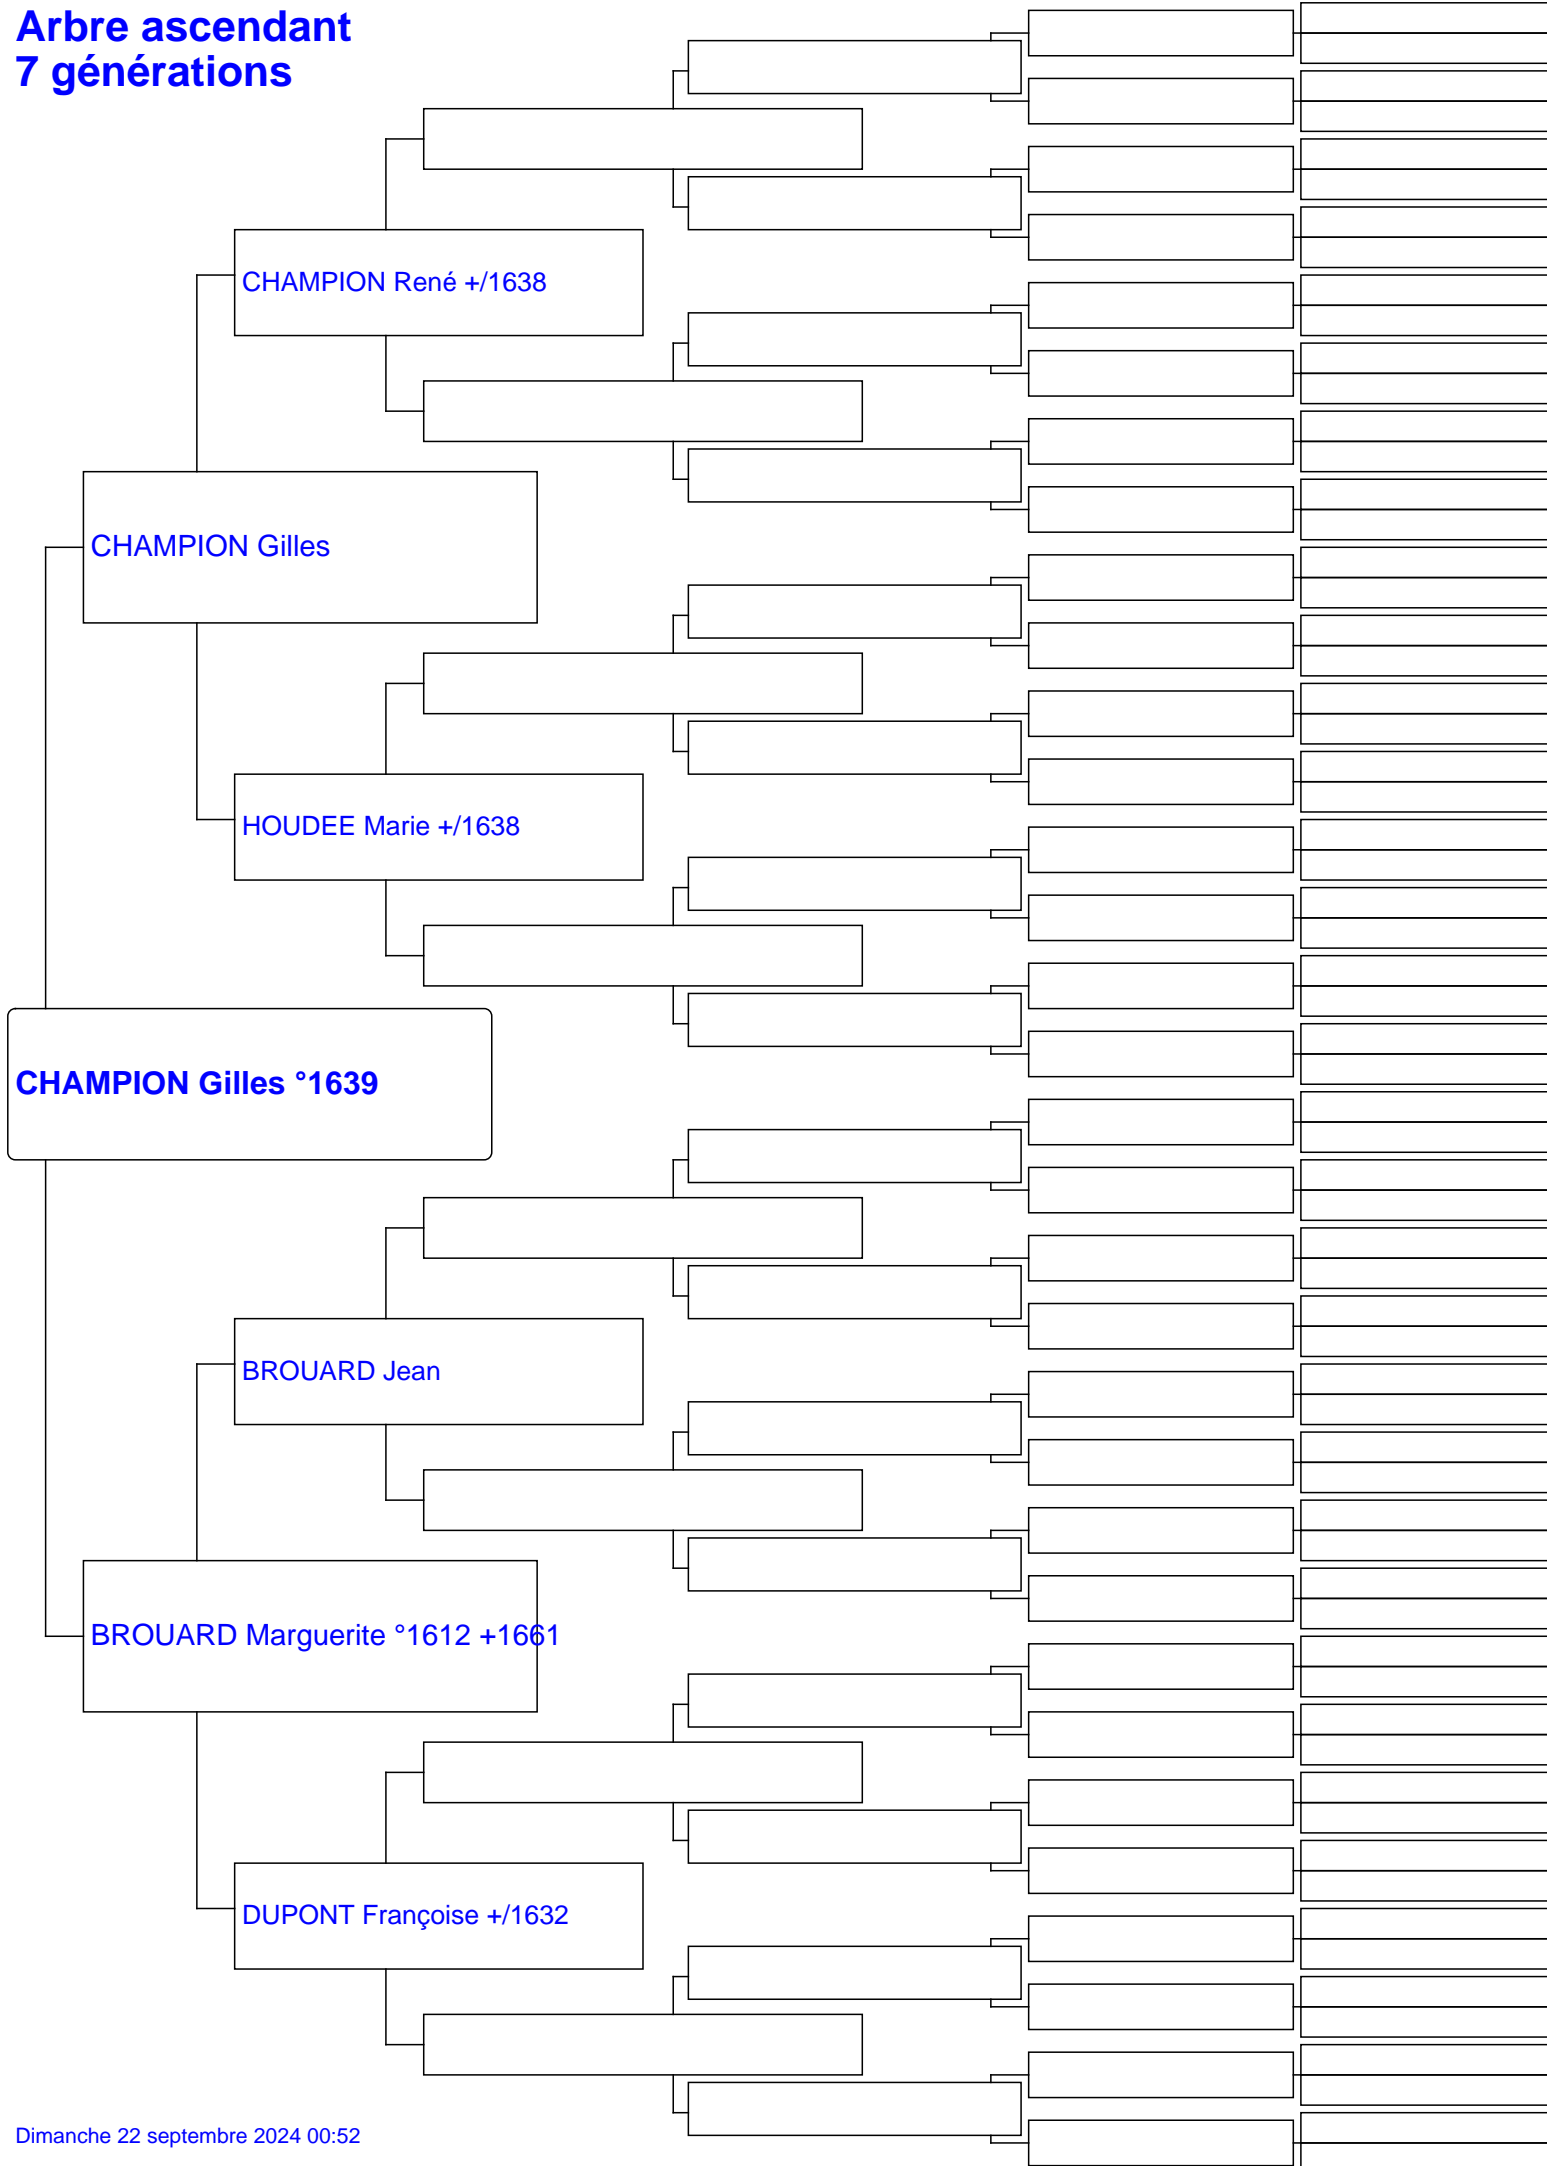 Arbre ascendant
7 générations
CHAMPION René +/1638
CHAMPION Gilles
HOUDEE Marie +/1638
CHAMPION Gilles °1639
BROUARD Jean
BROUARD Marguerite °1612 +1661
DUPONT Françoise +/1632
Dimanche 22 septembre 2024 00:52